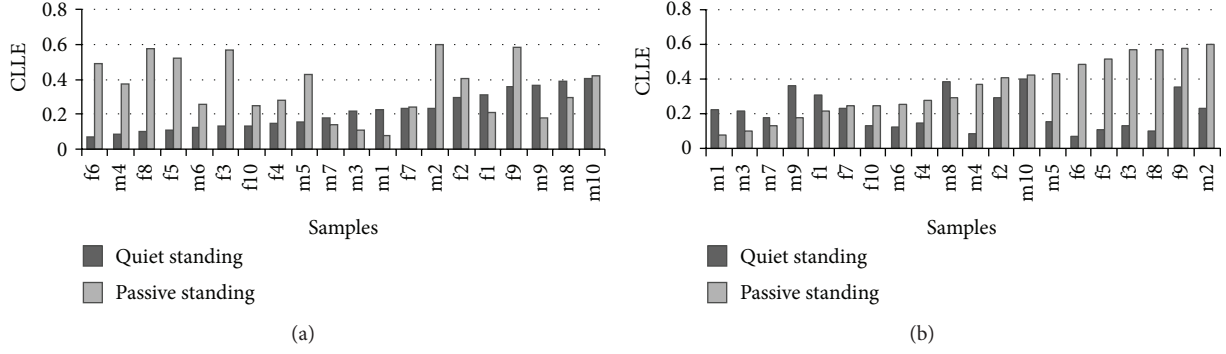 0.8
0.6
0.4
0.2
0
CLLE
f6 m4 f8 f5 m6 f3 f10 f4 m5 m7 m3 m1 f7 m2 f2 f1 f9 m9 m8 m10
Samples
Quiet standing
Passive standing
(a)
0.8
0.6
0.4
0.2
0
CLLE
m1 m3 m7 m9 f1 f7 f10 m6 f4 m8 m4 f2 m10 m5 f6 f5 f3 f8 f9 m2
Samples
Quiet standing
Passive standing
(b)